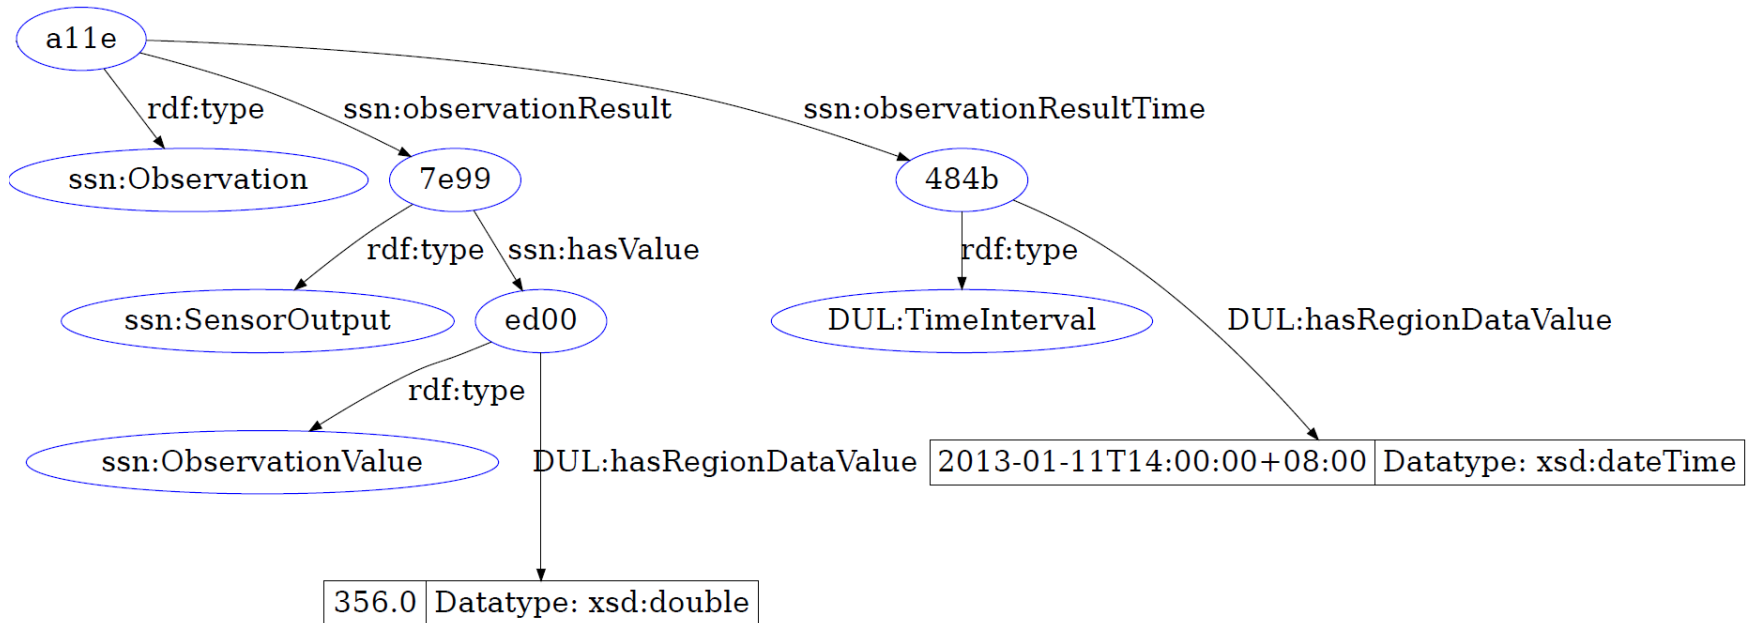 a11e
rdf:type
ssn:observationResult
ssn:observationResultTime
ssn:Observation
7e99
484b
rdf:type
ssn:hasValue
rdf:type
ssn:SensorOutput
ed00
DUL:TimeInterval
DUL:hasRegionDataValue
rdf:type
ssn:ObservationValue
DUL:hasRegionDataValue
2013-01-11T14:00:00+08:00
Datatype: xsd:dateTime
356.0
Datatype: xsd:double